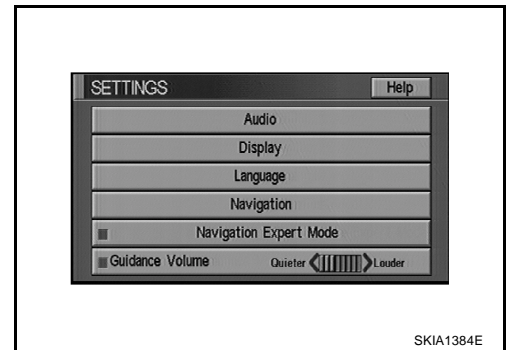 SETTINGS Help
Audio
Display
Language
Navigation
Navigation Expert Mode
Guidance Volume Quieter Louder
SKIA1384E